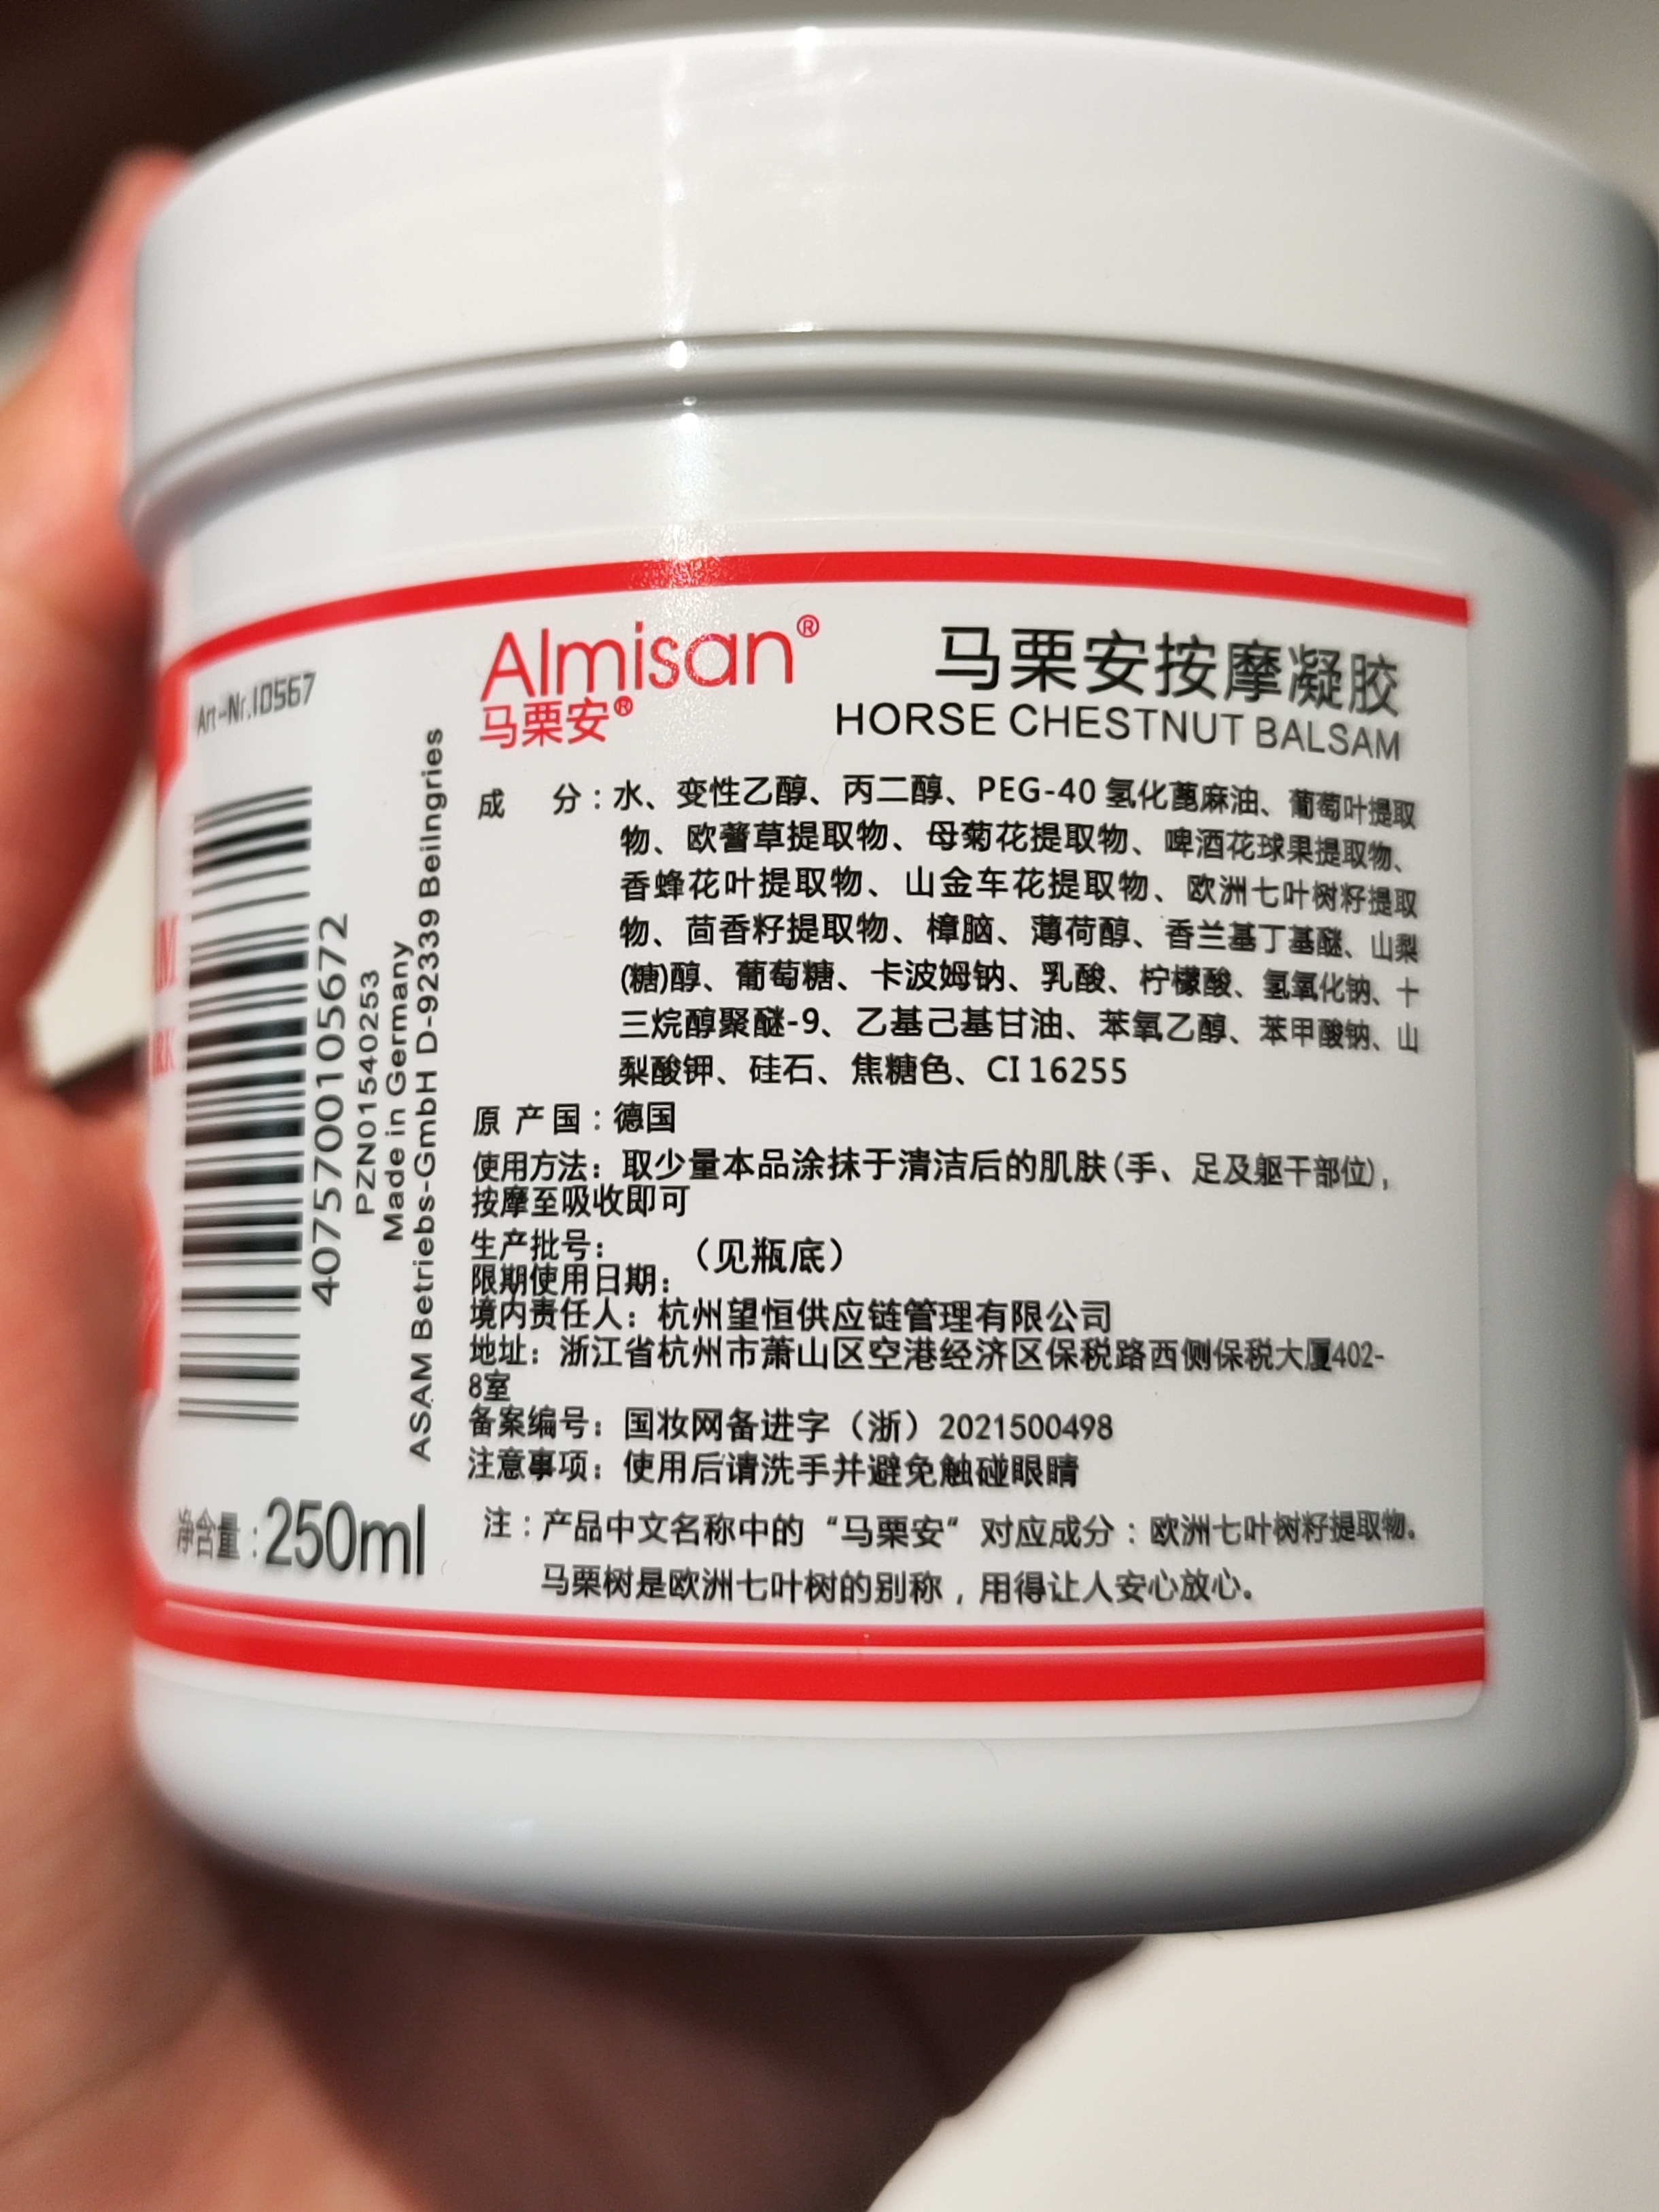 Art-Nr.10567
4075700105672
PZN01540253
Made in Germany
ASAM Betriebs-GmbH D-92339 Beilngries
净含量:250ml
Almisan®
马栗安®
马栗安按摩凝胶
HORSE CHESTNUT BALSAM
成 分:水、变性乙醇、丙二醇、PEG-40 氢化蓖麻油、葡萄叶提取
物、欧蓍草提取物、母菊花提取物、啤酒花球果提取物、
香蜂花叶提取物、山金车花提取物、欧洲七叶树籽提取
物、茴香籽提取物、樟脑、薄荷醇、香兰基丁基醚、山梨
(糖)醇、葡萄糖、卡波姆钠、乳酸、柠檬酸、氢氧化钠、十
三烷醇聚醚-9、乙基己基甘油、苯氧乙醇、苯甲酸钠、山
梨酸钾、硅石、焦糖色、CI 16255
原产国:德国
使用方法:取少量本品涂抹于清洁后的肌肤(手、足及躯干部位),
按摩至吸收即可
生产批号:
(见瓶底)
限期使用日期:
境内责任人:杭州望恒供应链管理有限公司
地址:浙江省杭州市萧山区空港经济区保税路西侧保税大厦402-
8室
备案编号:国妆网备进字(浙)2021500498
注意事项:使用后请洗手并避免触碰眼睛
注:产品中文名称中的“马栗安”对应成分:欧洲七叶树籽提取物。
马栗树是欧洲七叶树的别称,用得让人安心放心。